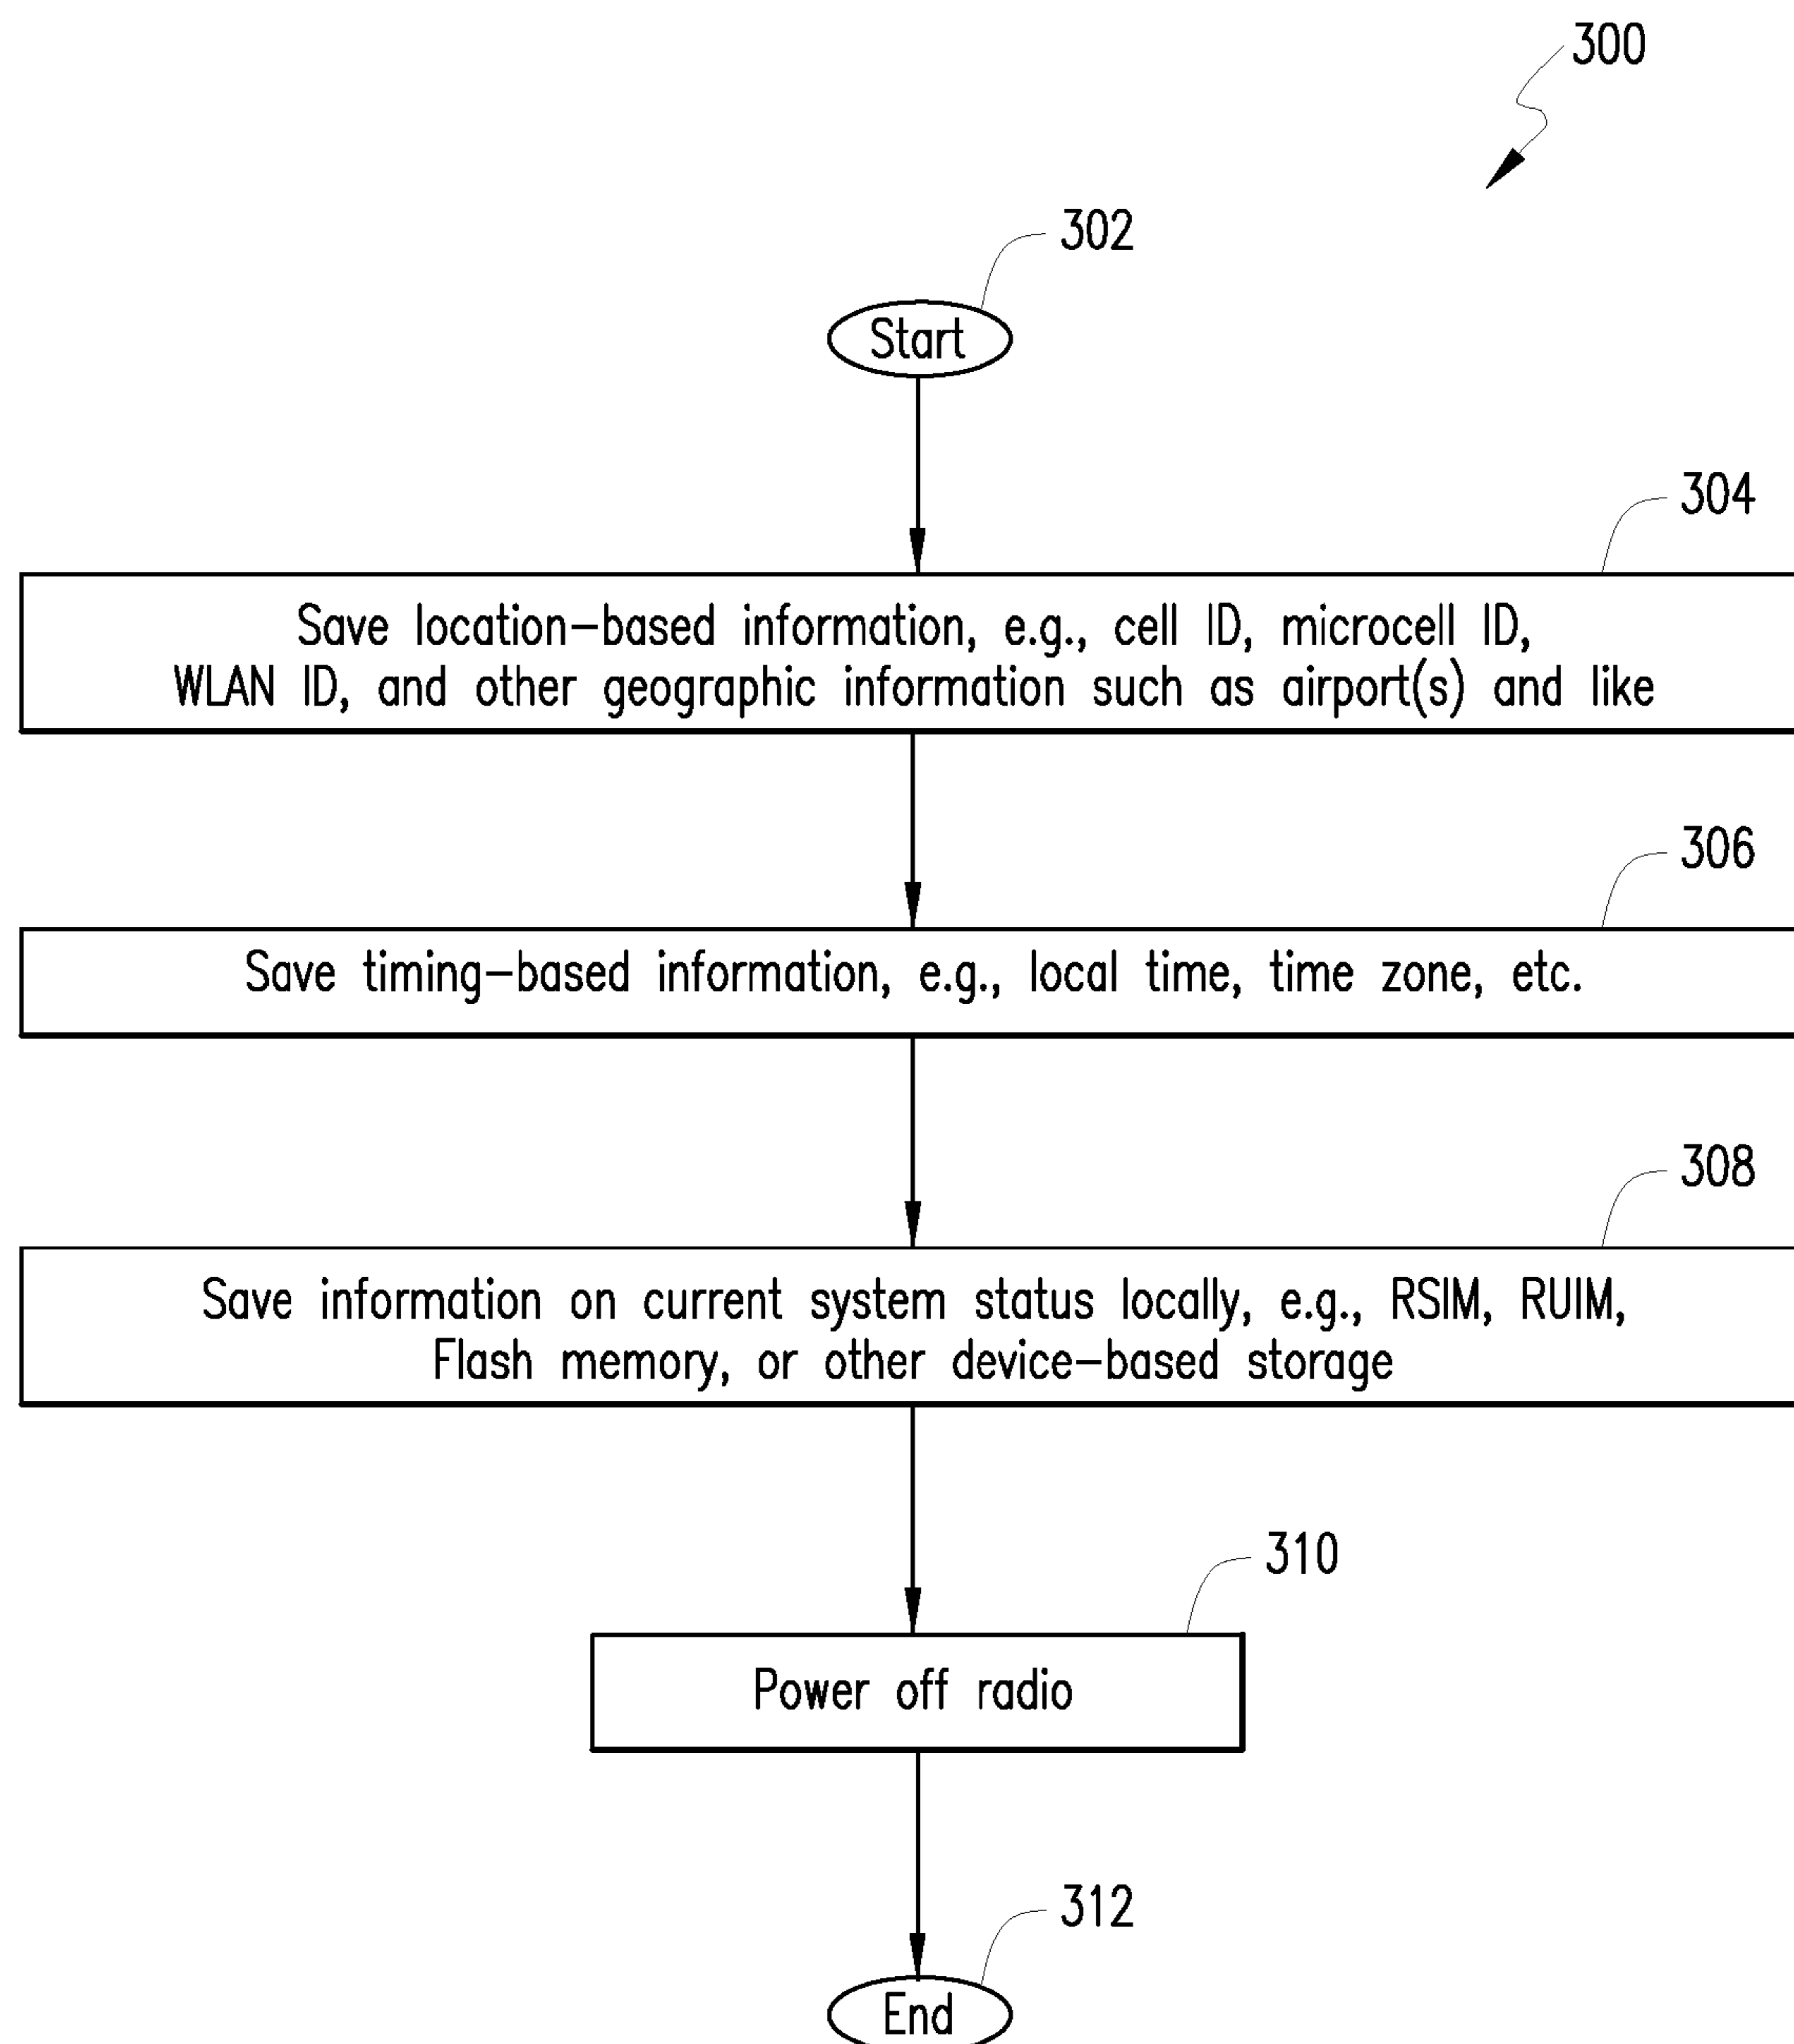 300
302
Start
304
Save location-based information, e.g., cell ID, microcell ID,
WLAN ID, and other geographic information such as airport(s) and like
306
Save timing-based information, e.g., local time, time zone, etc.
308
Save information on current system status locally, e.g., RSIM, RUIM,
Flash memory, or other device-based storage
310
Power off radio
312
End